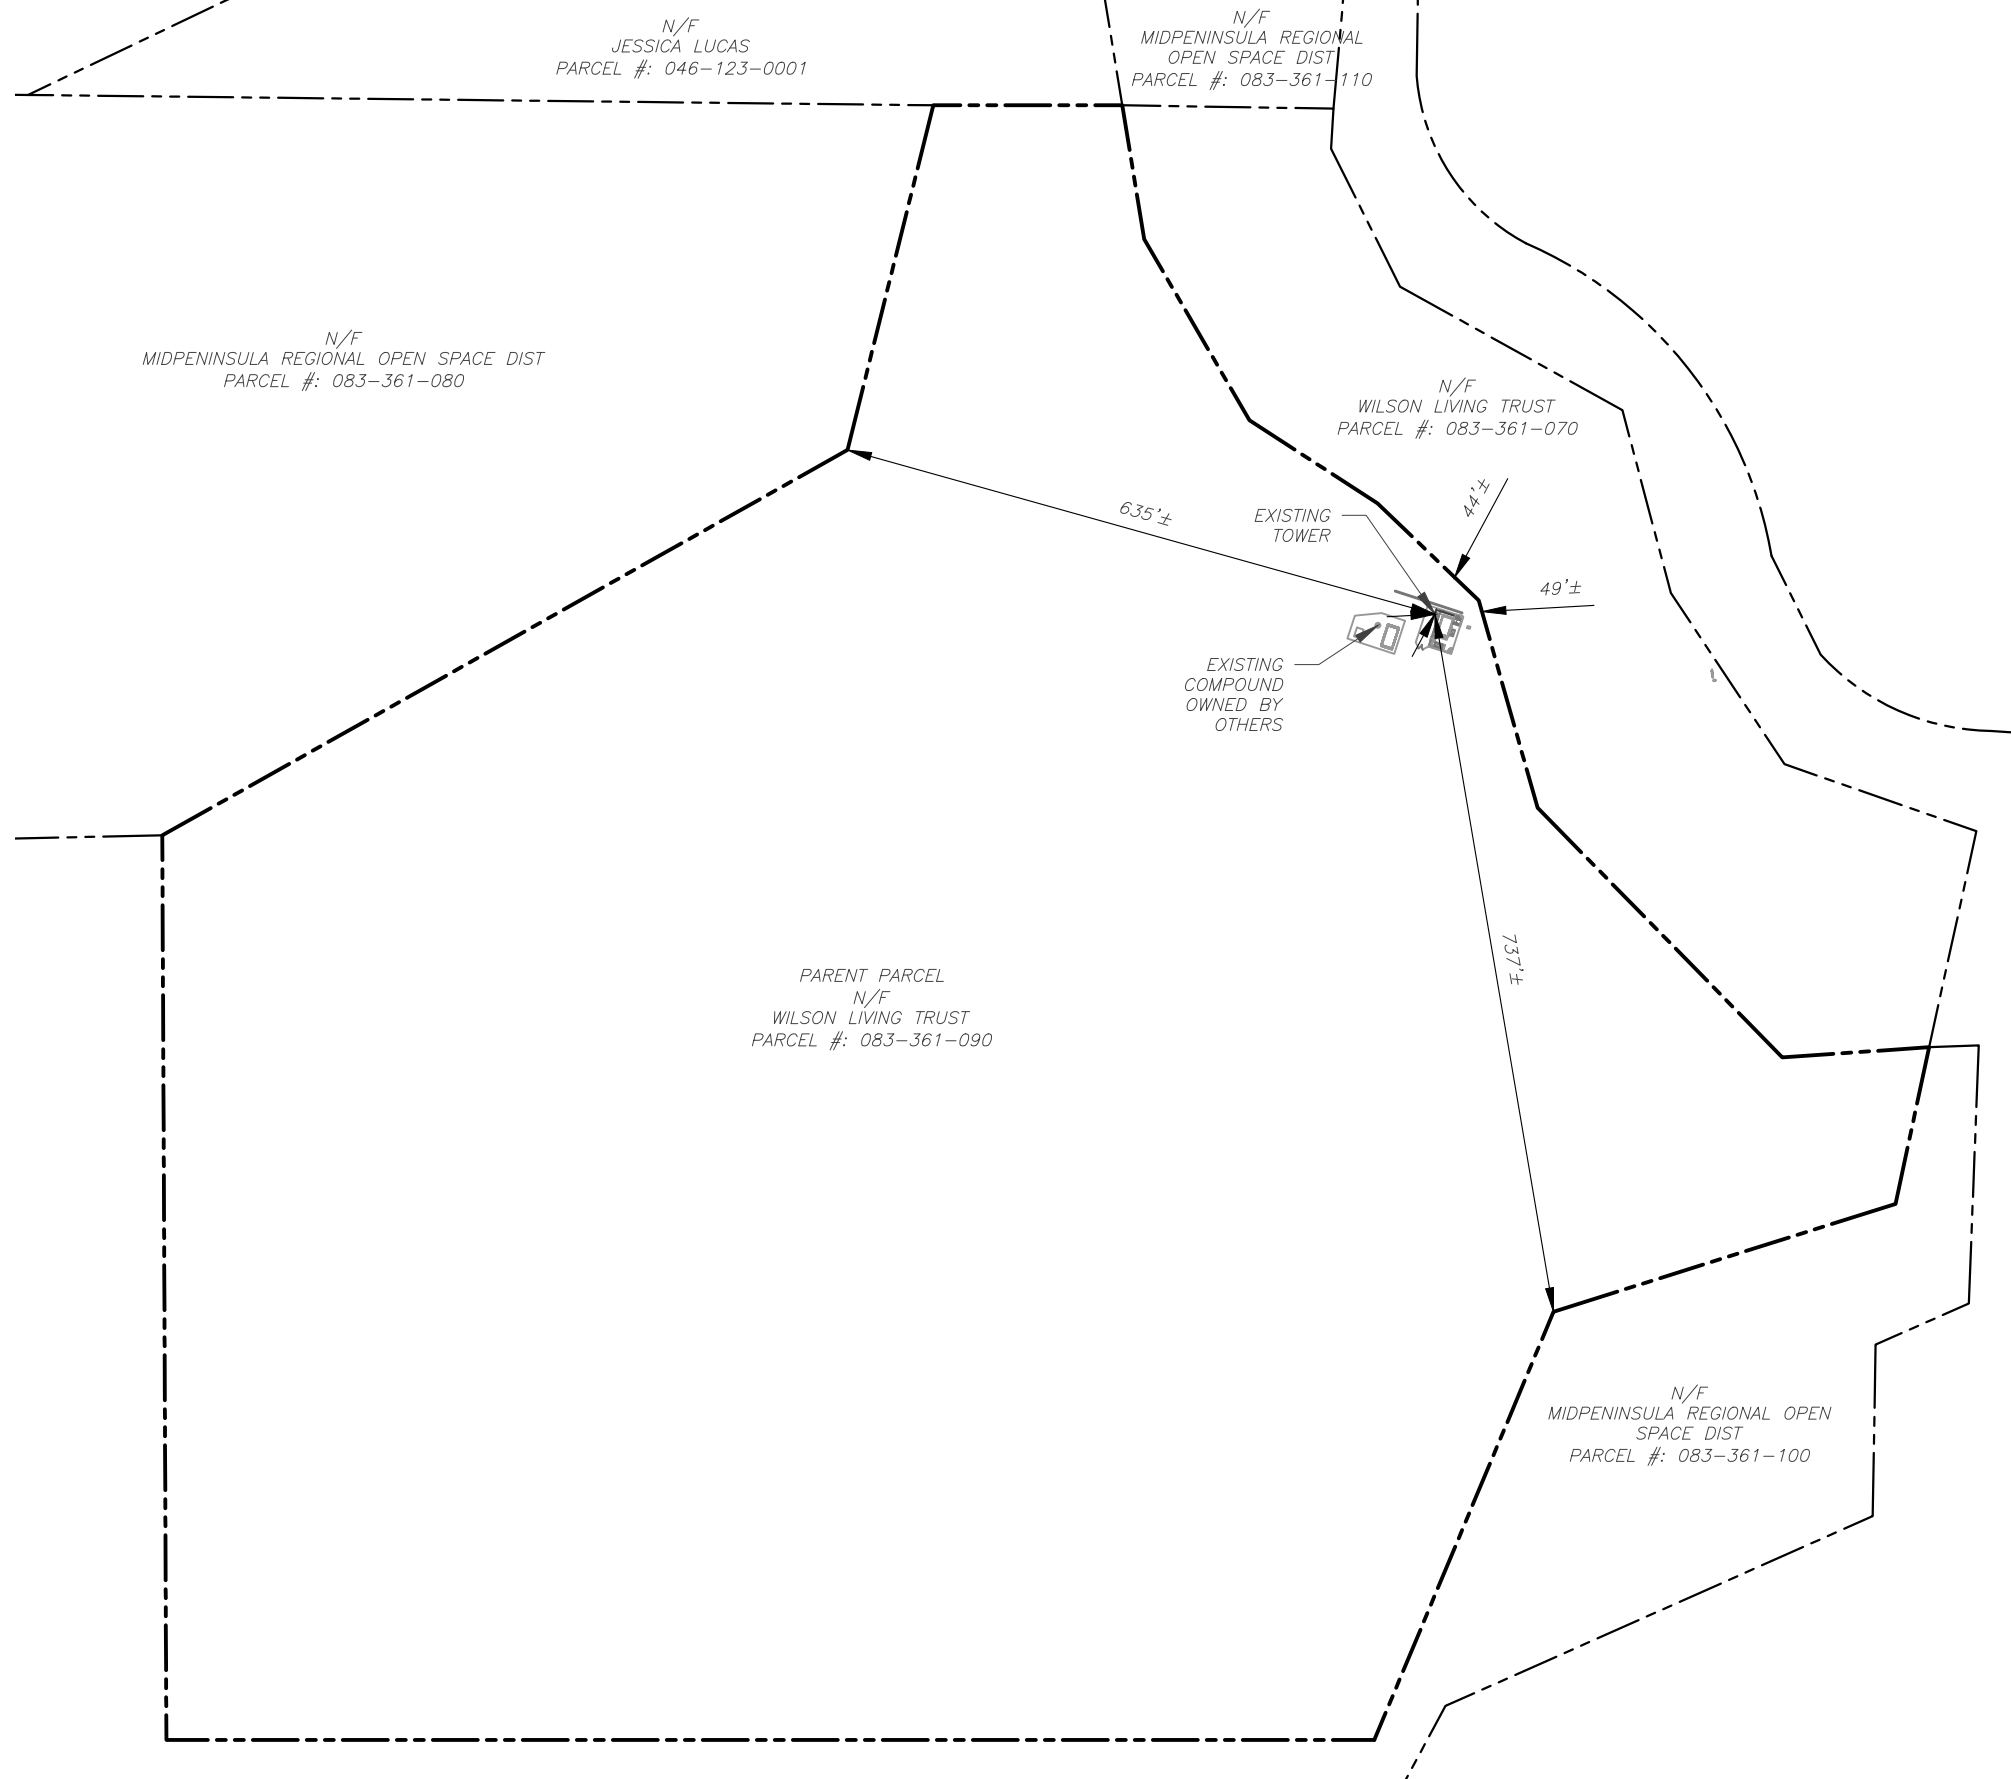 N/F
JESSICA LUCAS
PARCEL #: 046-123-0001
N/F
MIDPENINSULA REGIONAL
OPEN SPACE DIST
PARCEL #: 083-361-110
N/F
MIDPENINSULA REGIONAL OPEN SPACE DIST
PARCEL #: 083-361-080
N/F
WILSON LIVING TRUST
PARCEL #: 083-361-070
44'±
635'±
EXISTING
TOWER
49'±
EXISTING
COMPOUND
OWNED BY
OTHERS
737'±
PARENT PARCEL
N/F
WILSON LIVING TRUST
PARCEL #: 083-361-090
N/F
MIDPENINSULA REGIONAL OPEN
SPACE DIST
PARCEL #: 083-361-100